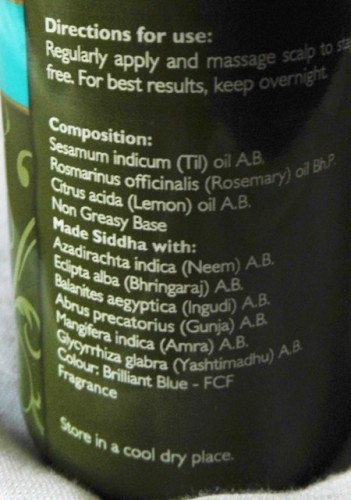 Directions for use:
Regularly apply and massage scalp to
free. For best results, keep overnight.
Composition:
Sesamum indicum (Til) oil A.B.
Rosmarinus officinalis (Rosemary) oil Bh.P.
Citrus acida (Lemon) oil A.B.
Non Greasy Base
Made Siddha with:
Azadirachta indica (Neem) A.B.
Eclipta alba (Bhringaraj) A.B.
Balanites aegyptica (Ingudi) A.B.
Abrus precatorius (Gunja) A.B.
Mangifera indica (Amra) A.B.
Glycyrrhiza glabra (Yashtimadhu) A.B.
Colour: Brilliant Blue - FCF
Fragrance
Store in a cool dry place.